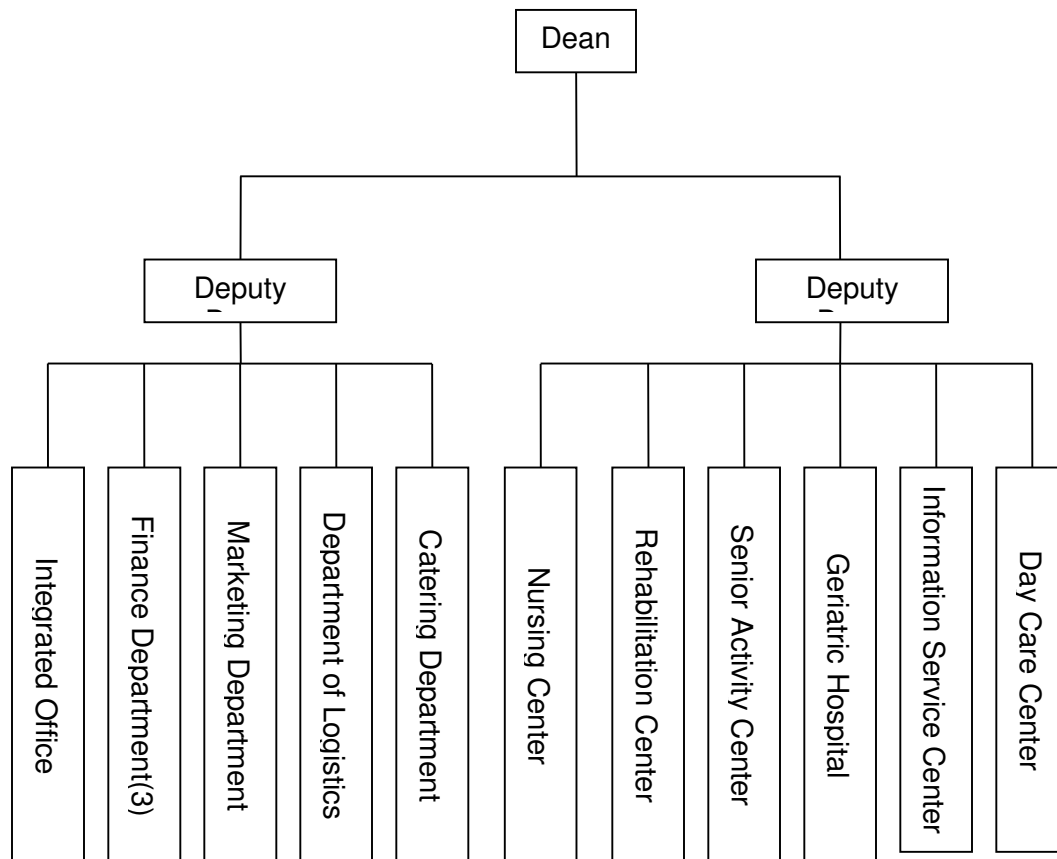 Dean
Deputy
Deputy
Integrated Office
Finance Department(3)
Marketing Department
Department of Logistics
Catering Department
Nursing Center
Rehabilitation Center
Senior Activity Center
Geriatric Hospital
Information Service Center
Day Care Center